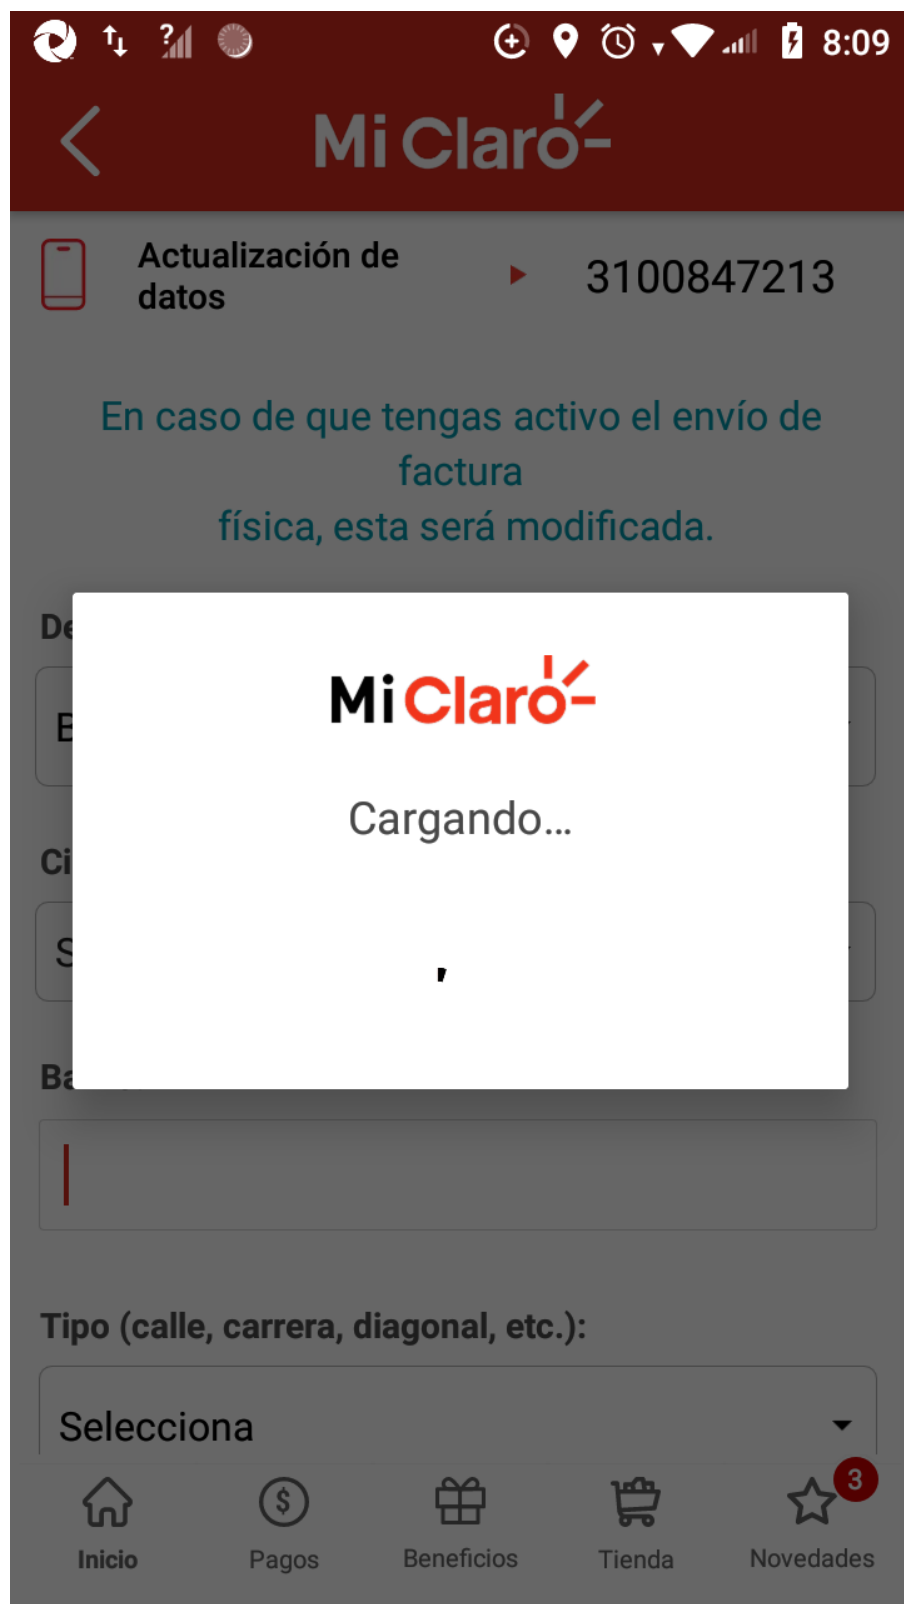 8:09
Mi Claro
Actualización de
datos
3100847213
En caso de que tengas activo el envío de
factura
física, esta será modificada.
Mi Claro
Cargando...
Tipo (calle, carrera, diagonal, etc.):
Selecciona
3
Inicio
Pagos
Beneficios
Tienda
Novedades